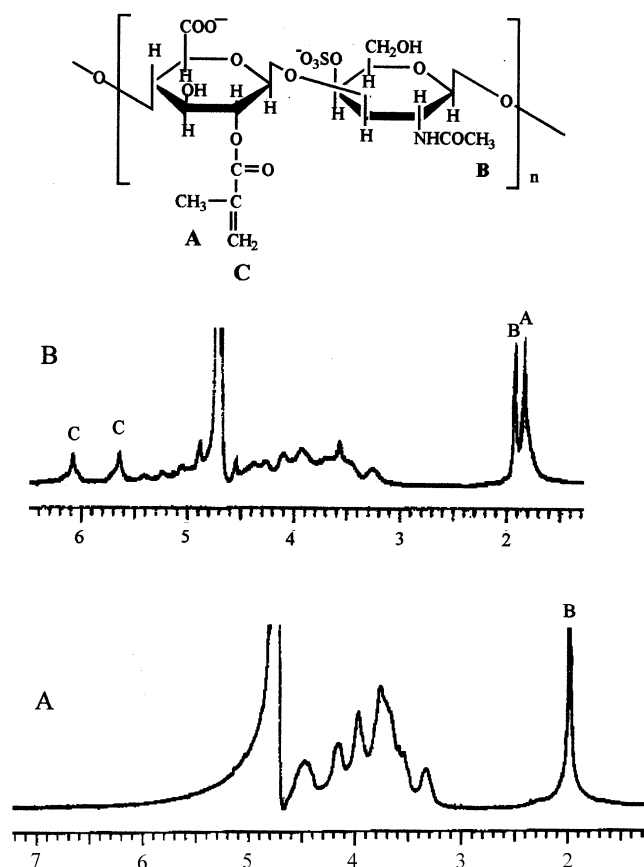 COO⁻
H O ⁻O₃SO CH₂OH
O H OH H O H O O
H H H H NHCOCH₃
O B n
C=O
CH₃ C
A CH₂
C
B A
B
C C
6 5 4 3 2
B
A
7 6 5 4 3 2